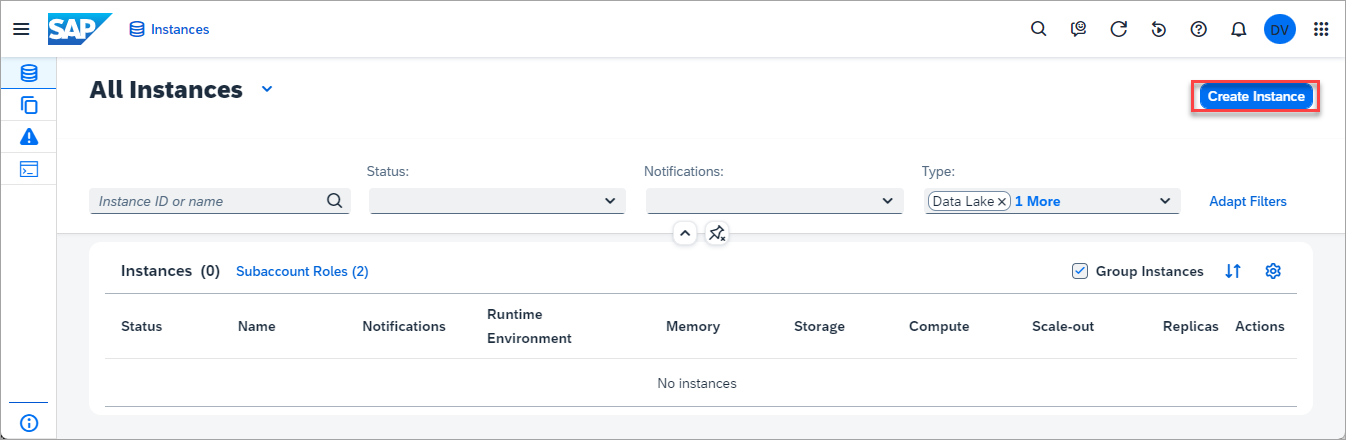 SAP Instances DV
All Instances
Create Instance
Status: Notifications: Type:
Instance ID or name Data Lake 1 More Adapt Filters
Instances (0) Subaccount Roles (2) Group Instances
Status Name Notifications Runtime Environment Memory Storage Compute Scale-out Replicas Actions
No instances